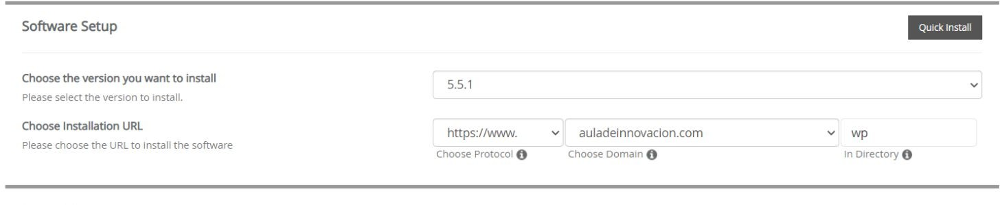 Software Setup
Quick Install
Choose the version you want to install
Please select the version to install.
5.5.1
Choose Installation URL
Please choose the URL to install the software
https://www.
auladeinnovacion.com
wp
Choose Protocol
Choose Domain
In Directory